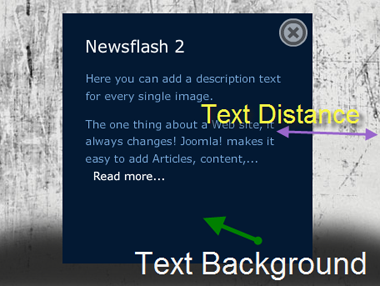 Newsflash 2
Here you can add a description text
for every single image.
Text Distance
The one thing about a Web site, it
always changes! Joomla! makes it
easy to add Articles, content,...
Read more...
Text Background